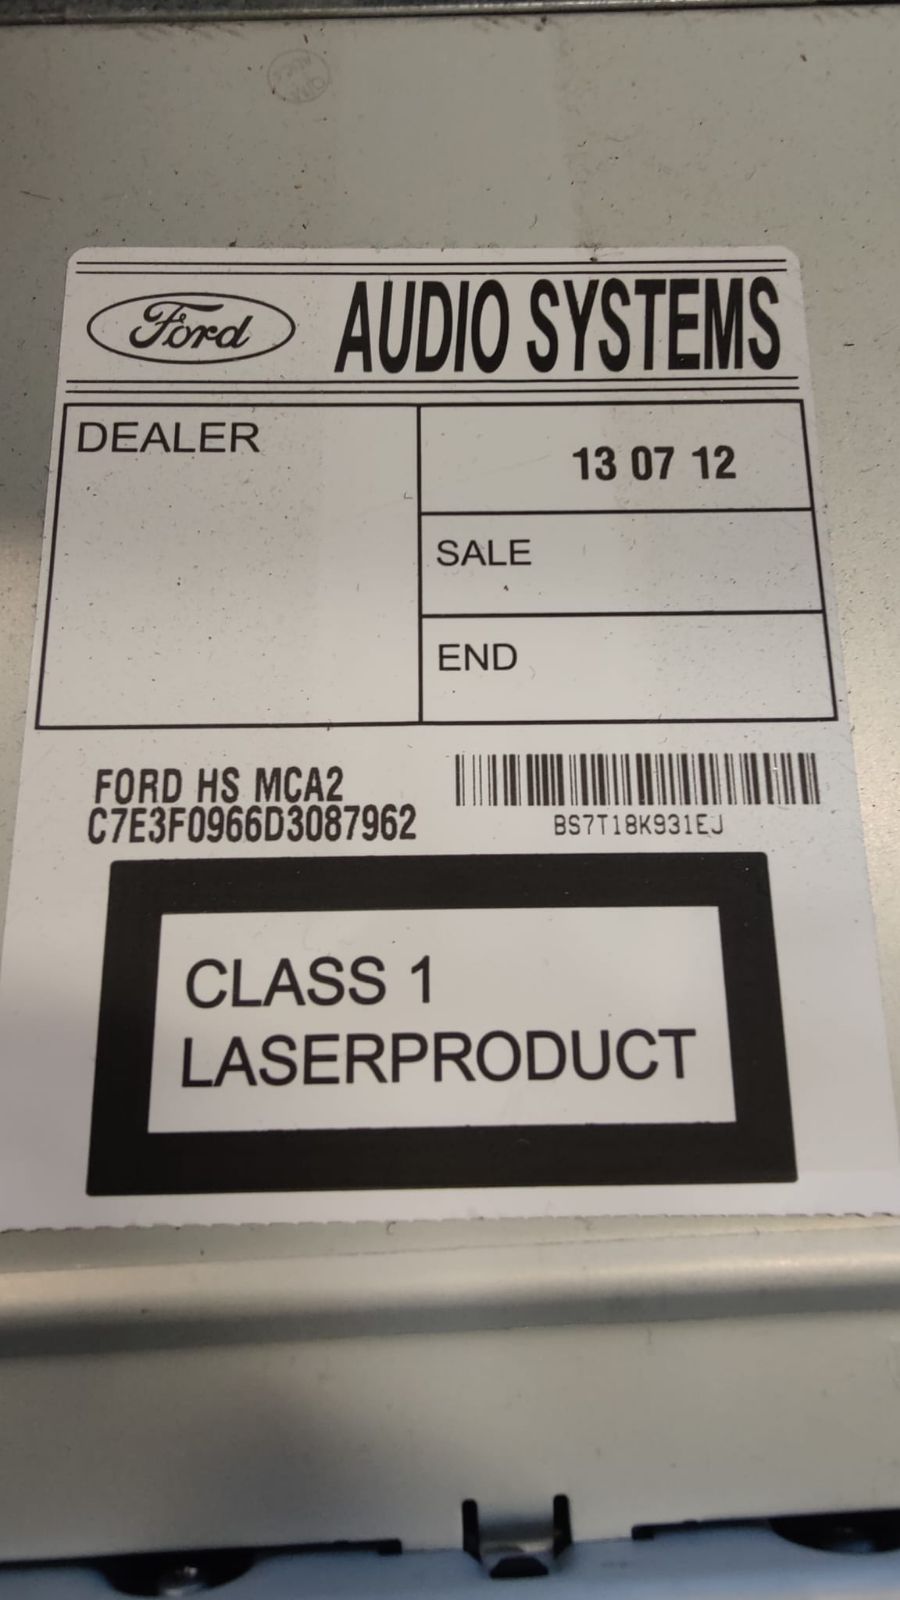 Ford AUDIO SYSTEMS
DEALER
13 07 12
SALE
END
FORD HS MCA2
C7E3F0966D3087962
BS7T18K931EJ
CLASS 1
LASERPRODUCT